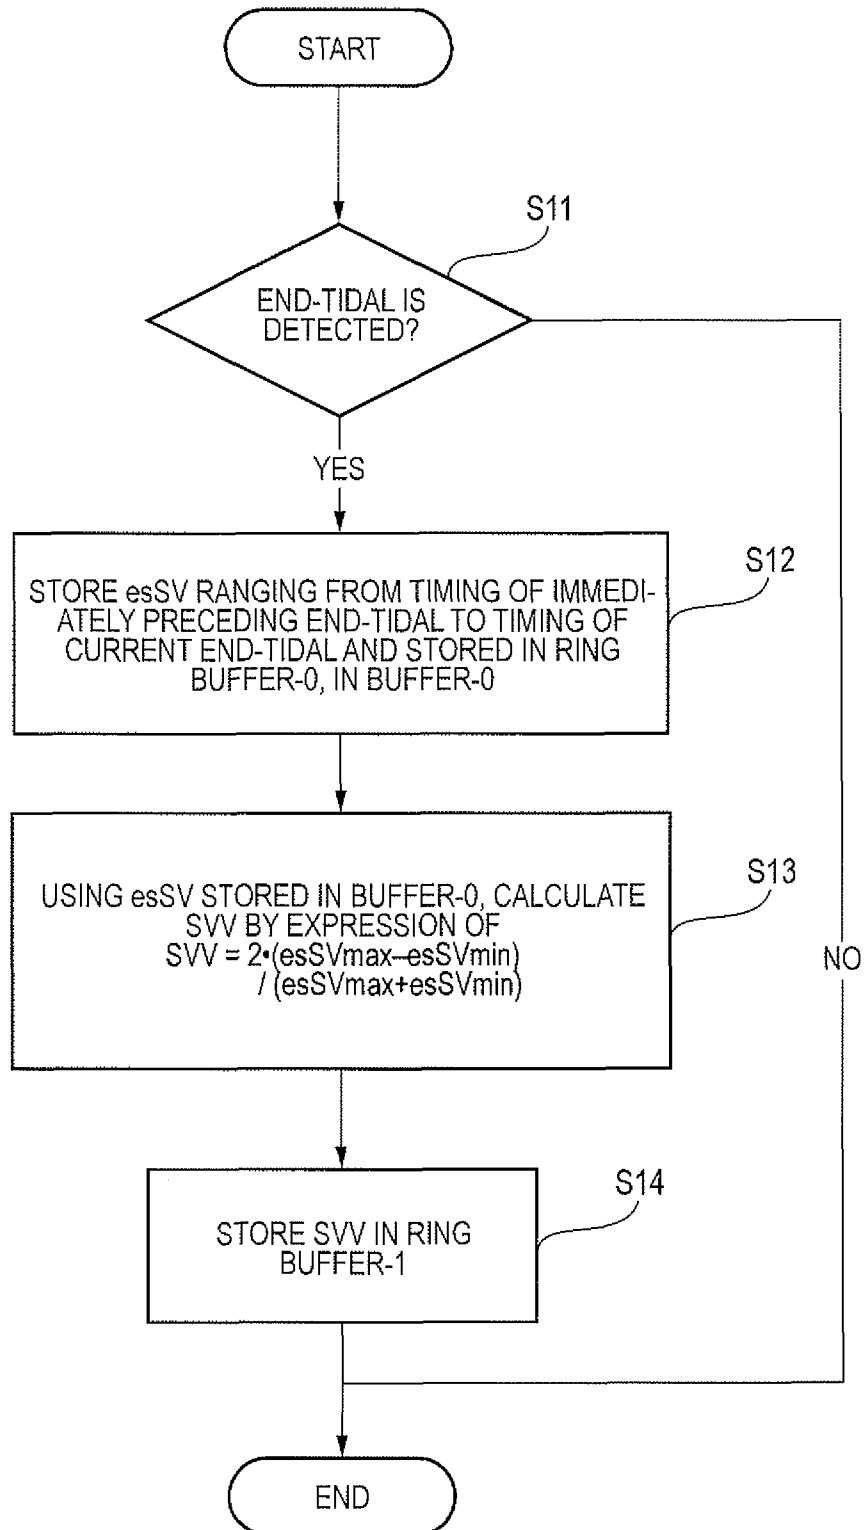 START
S11
END-TIDAL IS
DETECTED?
YES
S12
STORE esSV RANGING FROM TIMING OF IMMEDI-
ATELY PRECEDING END-TIDAL TO TIMING OF
CURRENT END-TIDAL AND STORED IN RING
BUFFER-0, IN BUFFER-0
S13
USING esSV STORED IN BUFFER-0, CALCULATE
SVV BY EXPRESSION OF
SVV = 2•(esSVmax–esSVmin)
/ (esSVmax+esSVmin)
NO
S14
STORE SVV IN RING
BUFFER-1
END